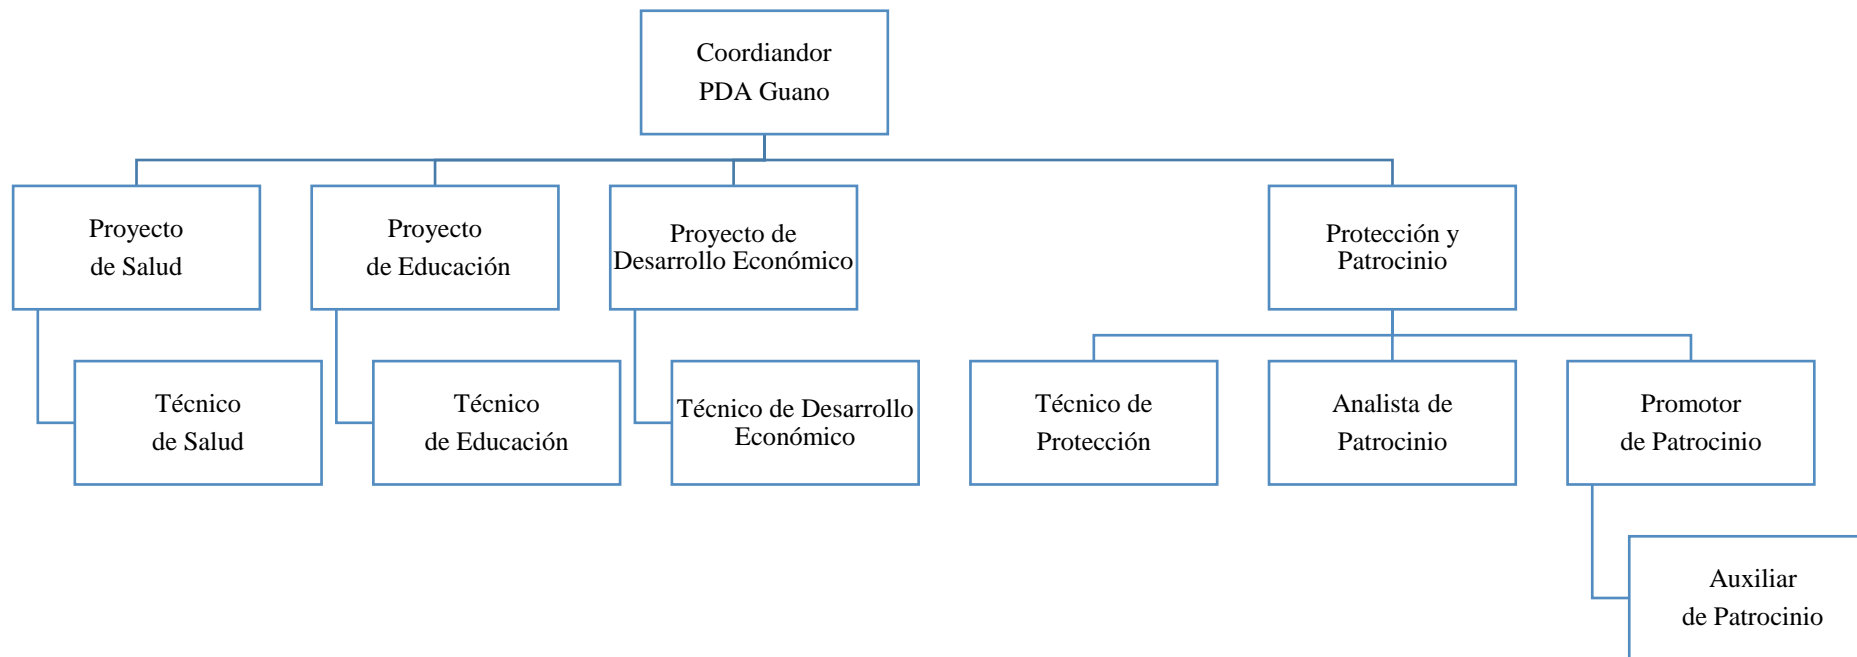 Coordiandor
PDA Guano
Proyecto
de Salud
Proyecto
de Educación
Proyecto de
Desarrollo Económico
Protección y
Patrocinio
Técnico
de Salud
Técnico
de Educación
Técnico de Desarrollo
Económico
Técnico de
Protección
Analista de
Patrocinio
Promotor
de Patrocinio
Auxiliar
de Patrocinio